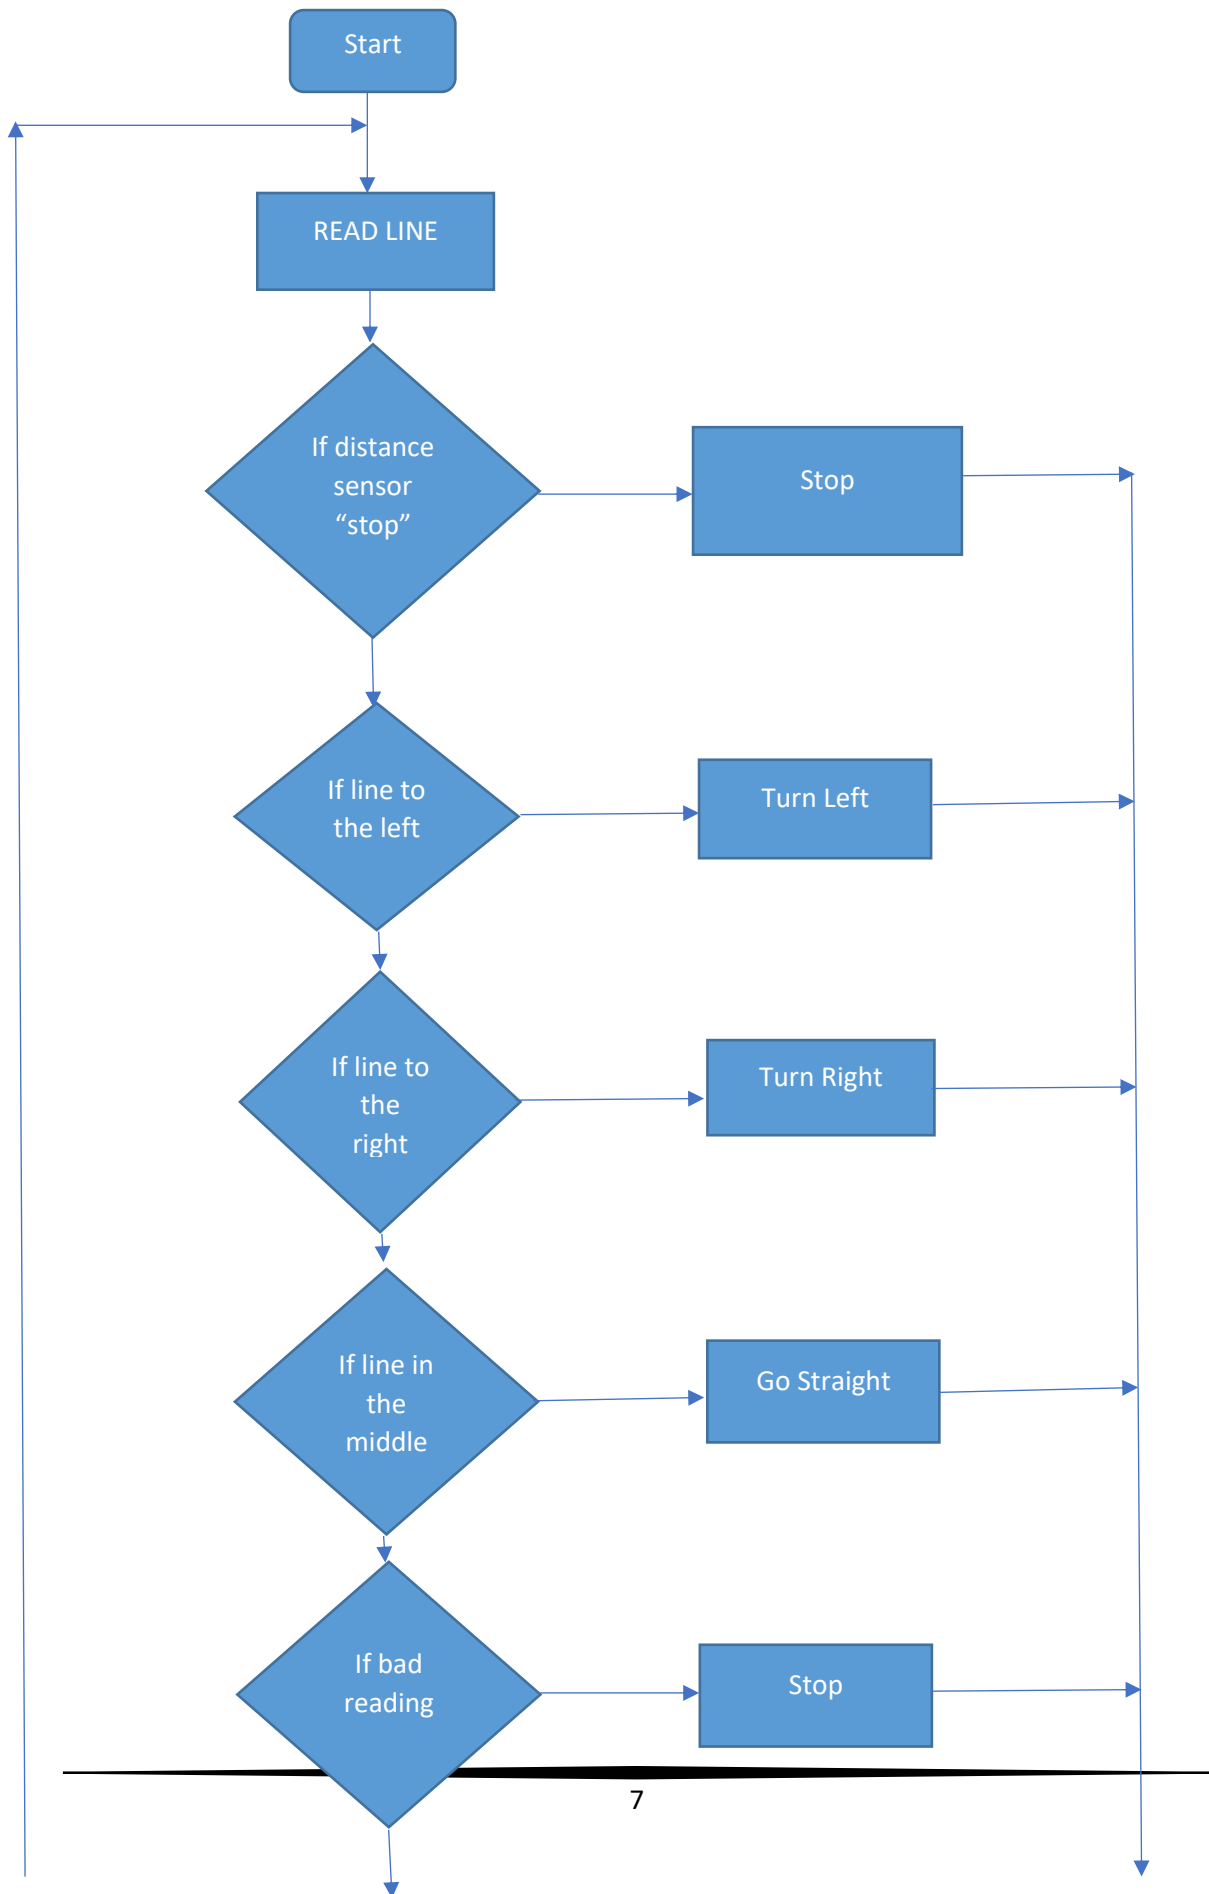 Start
READ LINE
If distance
sensor
“stop”
Stop
If line to
the left
Turn Left
If line to
the
right
Turn Right
If line in
the
middle
Go Straight
If bad
reading
Stop
7